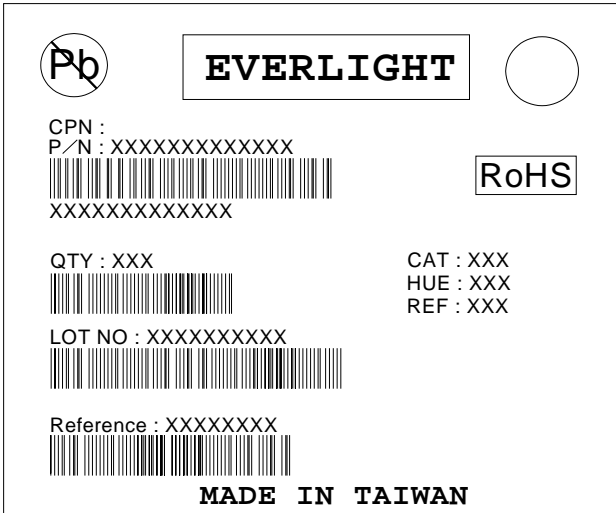 Pb
EVERLIGHT
CPN :
P/N : XXXXXXXXXXXXX
RoHS
XXXXXXXXXXXXX
QTY : XXX
CAT : XXX
HUE : XXX
REF : XXX
LOT NO : XXXXXXXXXX
Reference : XXXXXXXX
MADE IN TAIWAN